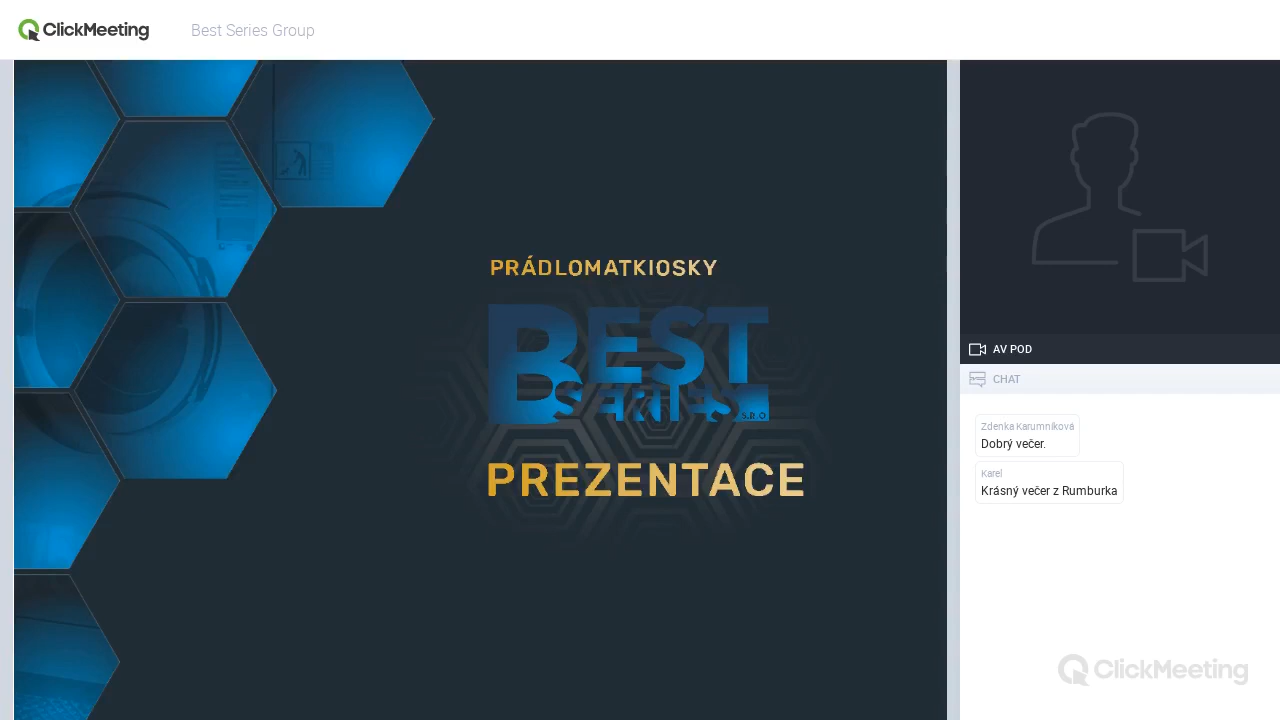 ClickMeeting
Best Series Group
PRÁDLOMATKIOSKY
BEST
SERIES
S.R.O
PREZENTACE
AV POD
CHAT
Zdenka Karumníková
Dobrý večer.
Karel
Krásný večer z Rumburka
ClickMeeting